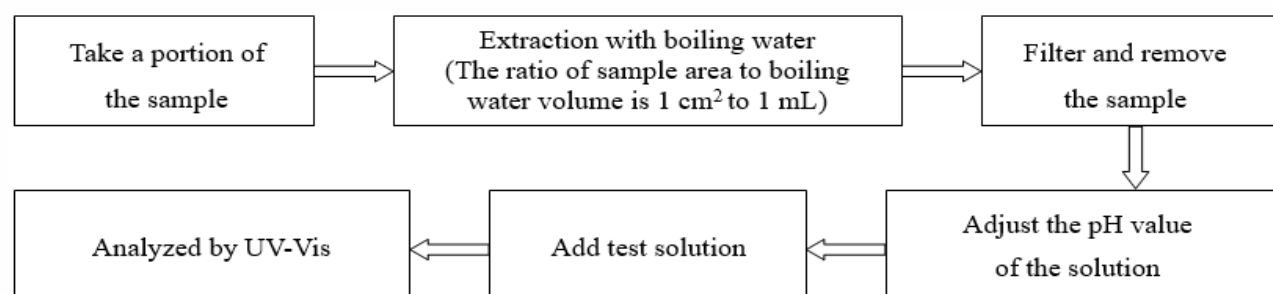 Take a portion of
the sample
Extraction with boiling water
(The ratio of sample area to boiling
water volume is 1 cm² to 1 mL)
Filter and remove
the sample
Adjust the pH value
of the solution
Add test solution
Analyzed by UV-Vis